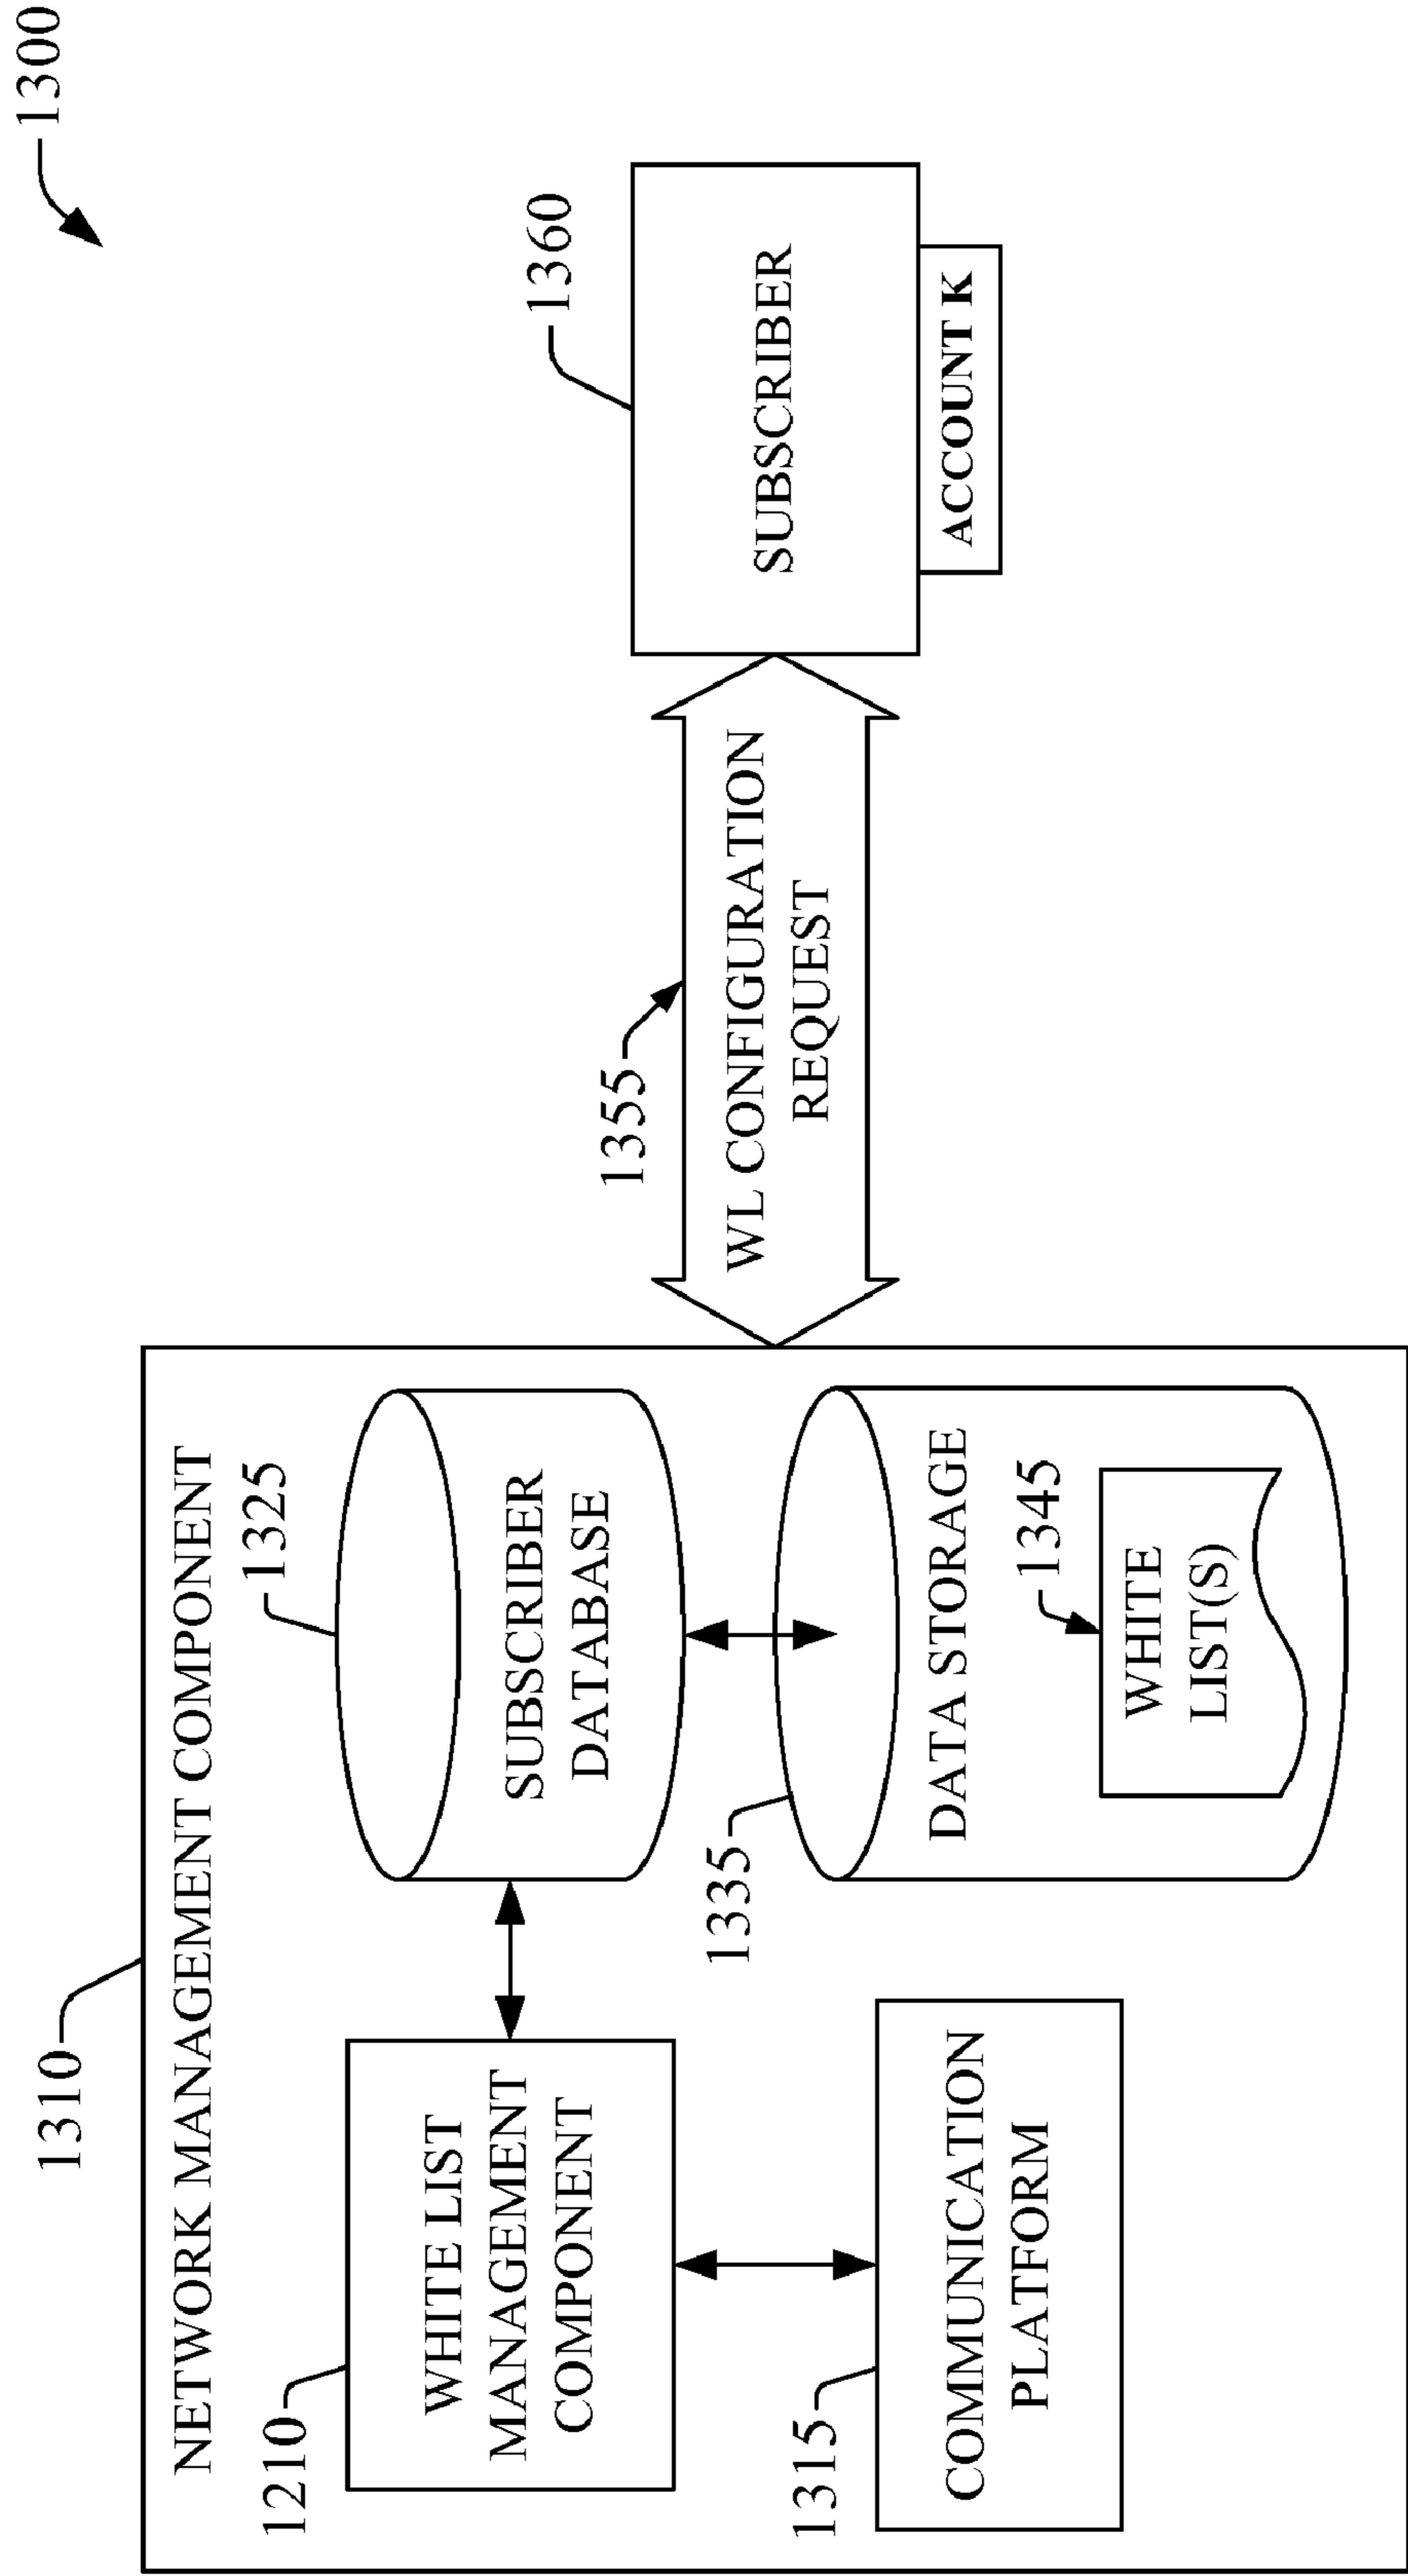 1300
1310
NETWORK MANAGEMENT COMPONENT
1210
WHITE LIST
MANAGEMENT
COMPONENT
1325
SUBSCRIBER
DATABASE
1315
COMMUNICATION
PLATFORM
1335
DATA STORAGE
1345
WHITE
LIST(S)
1355
WL CONFIGURATION
REQUEST
1360
SUBSCRIBER
ACCOUNT K